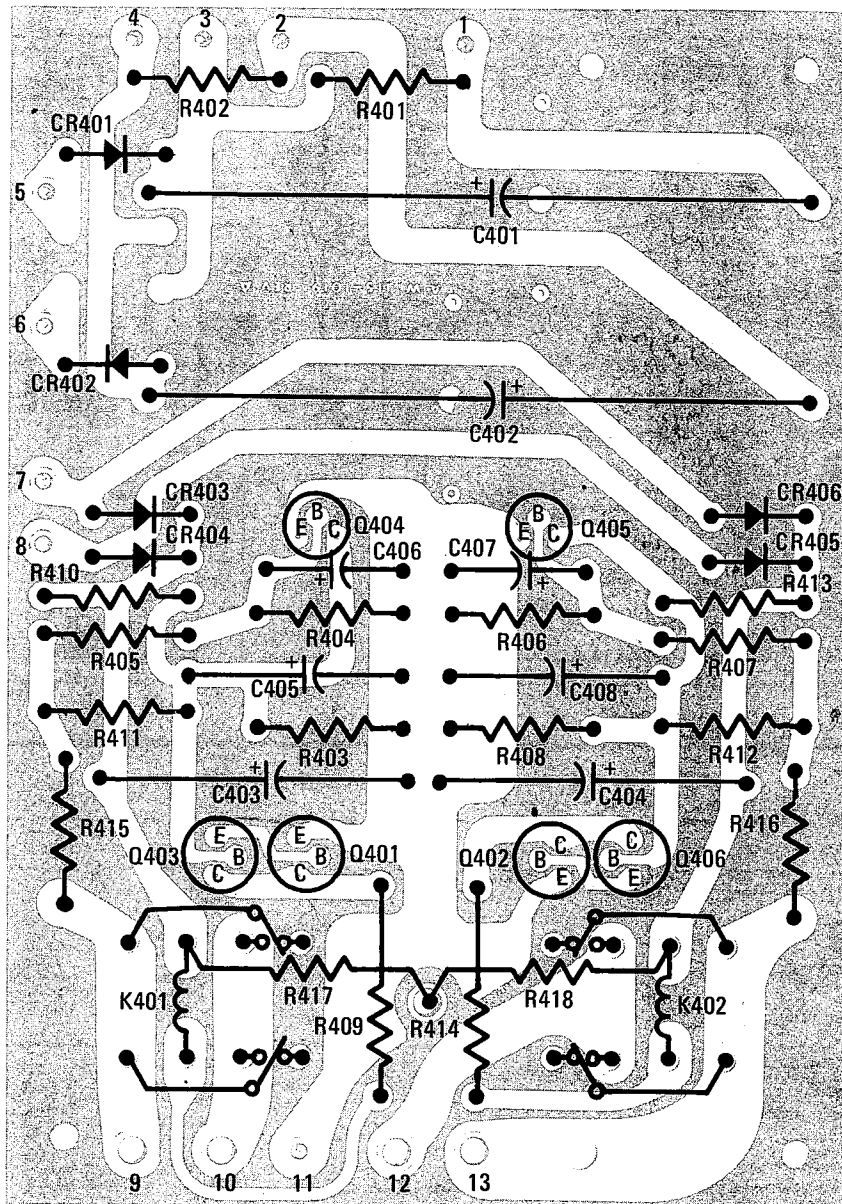 4 3 2 1
R402 R401
CR401
5
+
C401
6
CR402
+
C402
7
CR403 CR406
B E C Q404 B E C Q405
8
CR404 C406 C407 CR405
R410 + + R413
R404 R406
R405 R407
+ +
C405 C408
R411 R403 R408 R412
+ +
C403 C404
R415 R416
E B C E B C C B E C B E
Q403 Q401 Q402 Q406
R417 R418
K401 K402
R409 R414
9 10 11 12 13